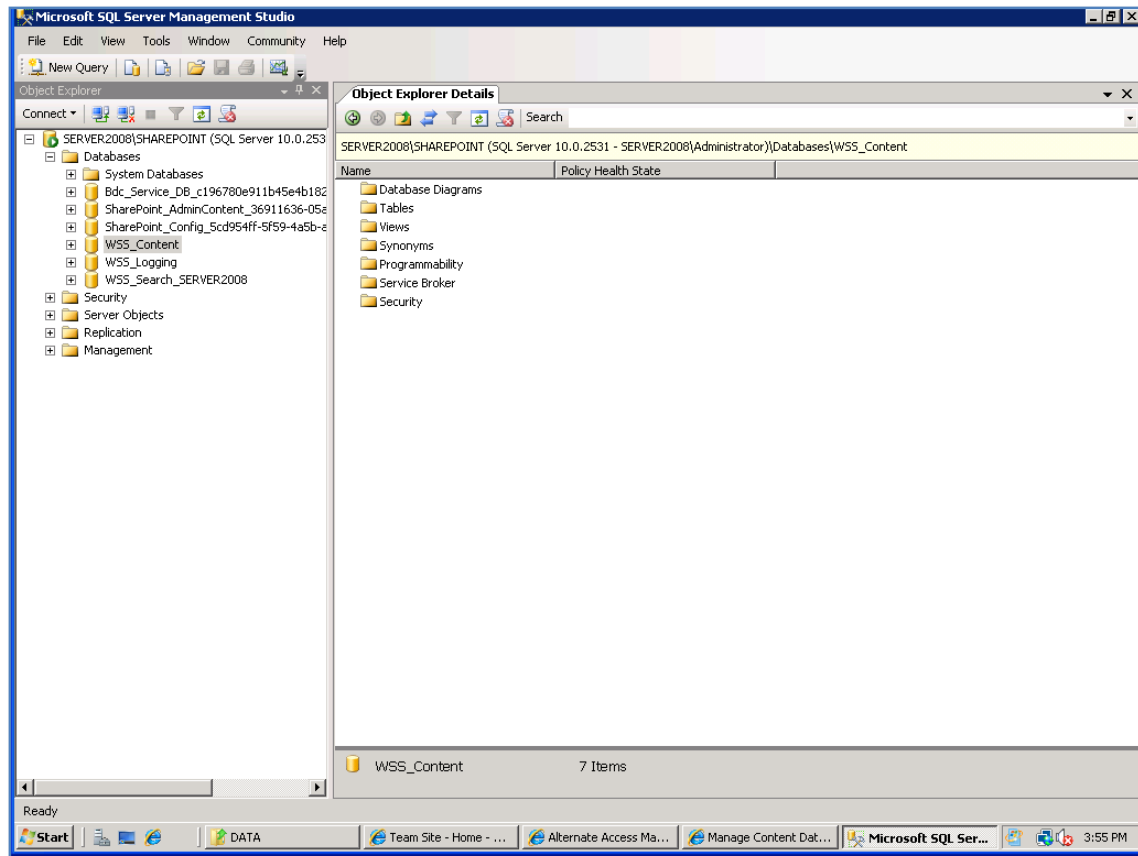 Microsoft SQL Server Management Studio
File Edit View Tools Window Community Help
New Query
Object Explorer
Connect
SERVER2008\SHAREPOINT (SQL Server 10.0.253
Databases
System Databases
Bdc_Service_DB_c196780e911b45e4b182
SharePoint_AdminContent_36911636-05a
SharePoint_Config_5cd954ff-5f59-4a5b-a
WSS_Content
WSS_Logging
WSS_Search_SERVER2008
Security
Server Objects
Replication
Management
Object Explorer Details
Search
SERVER2008\SHAREPOINT (SQL Server 10.0.2531 - SERVER2008\Administrator)\Databases\WSS_Content
Name Policy Health State
Database Diagrams
Tables
Views
Synonyms
Programmability
Service Broker
Security
WSS_Content 7 Items
Ready
Start DATA Team Site - Home - ... Alternate Access Ma... Manage Content Dat... Microsoft SQL Ser... 3:55 PM